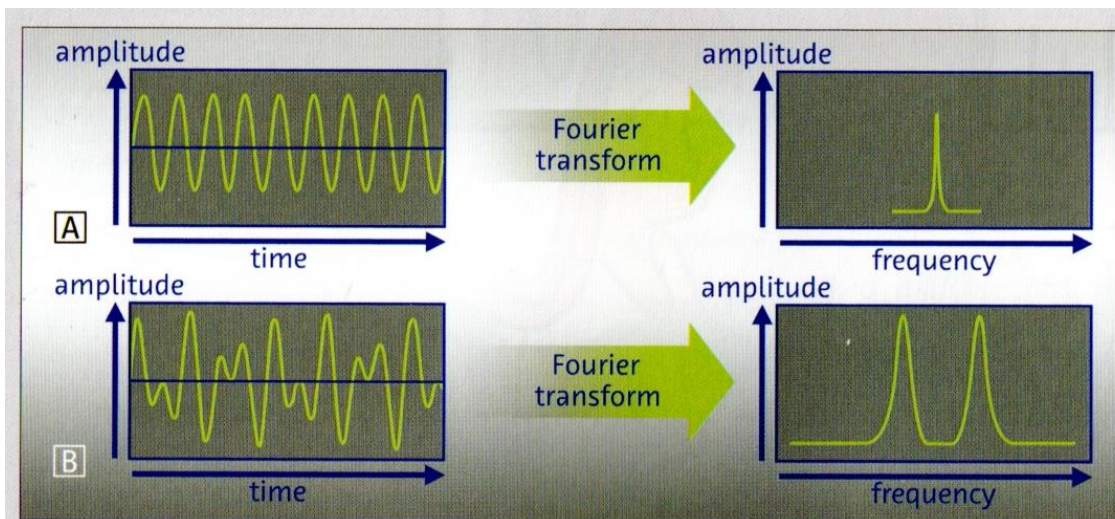 amplitude
amplitude
Fourier
transform
A
time
frequency
amplitude
amplitude
Fourier
transform
B
time
frequency